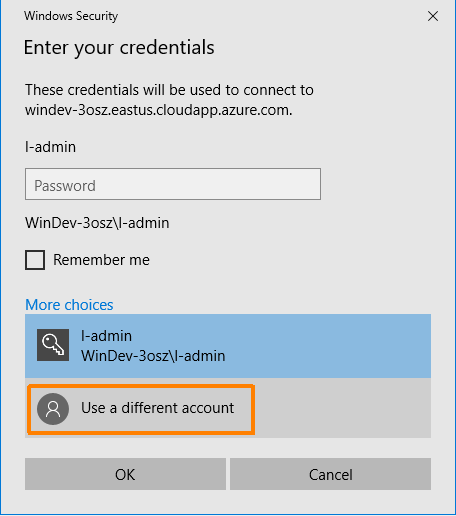 Windows Security
Enter your credentials
These credentials will be used to connect to
windev-3osz.eastus.cloudapp.azure.com.
l-admin
Password
WinDev-3osz\l-admin
Remember me
More choices
l-admin
WinDev-3osz\l-admin
Use a different account
OK
Cancel